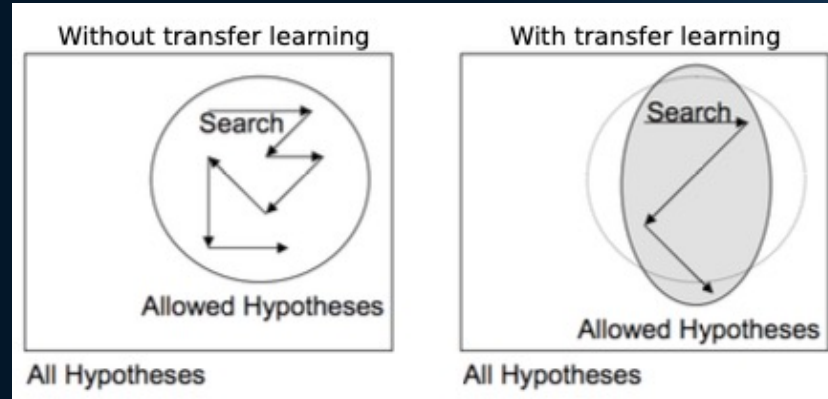 Without transfer learning
Search
Allowed Hypotheses
All Hypotheses
With transfer learning
Search
Allowed Hypotheses
All Hypotheses